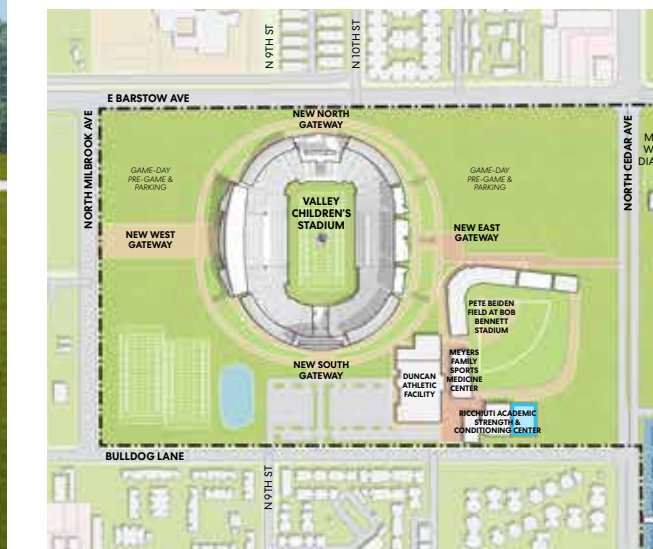 N 9TH ST
N 10TH ST
E BARSTOW AVE
NORTH MILBROOK AVE
NEW NORTH
GATEWAY
NORTH CEDAR AVE
GAME-DAY
PRE-GAME &
PARKING
GAME-DAY
PRE-GAME &
PARKING
VALLEY
CHILDREN'S
STADIUM
NEW WEST
GATEWAY
NEW EAST
GATEWAY
PETE BEIDEN
FIELD AT BOB
BENNETT
STADIUM
NEW SOUTH
GATEWAY
MEYERS
FAMILY
SPORTS
MEDICINE
CENTER
DUNCAN
ATHLETIC
FACILITY
RICCHIUTI ACADEMIC
STRENGTH &
CONDITIONING CENTER
BULLDOG LANE
N 9TH ST